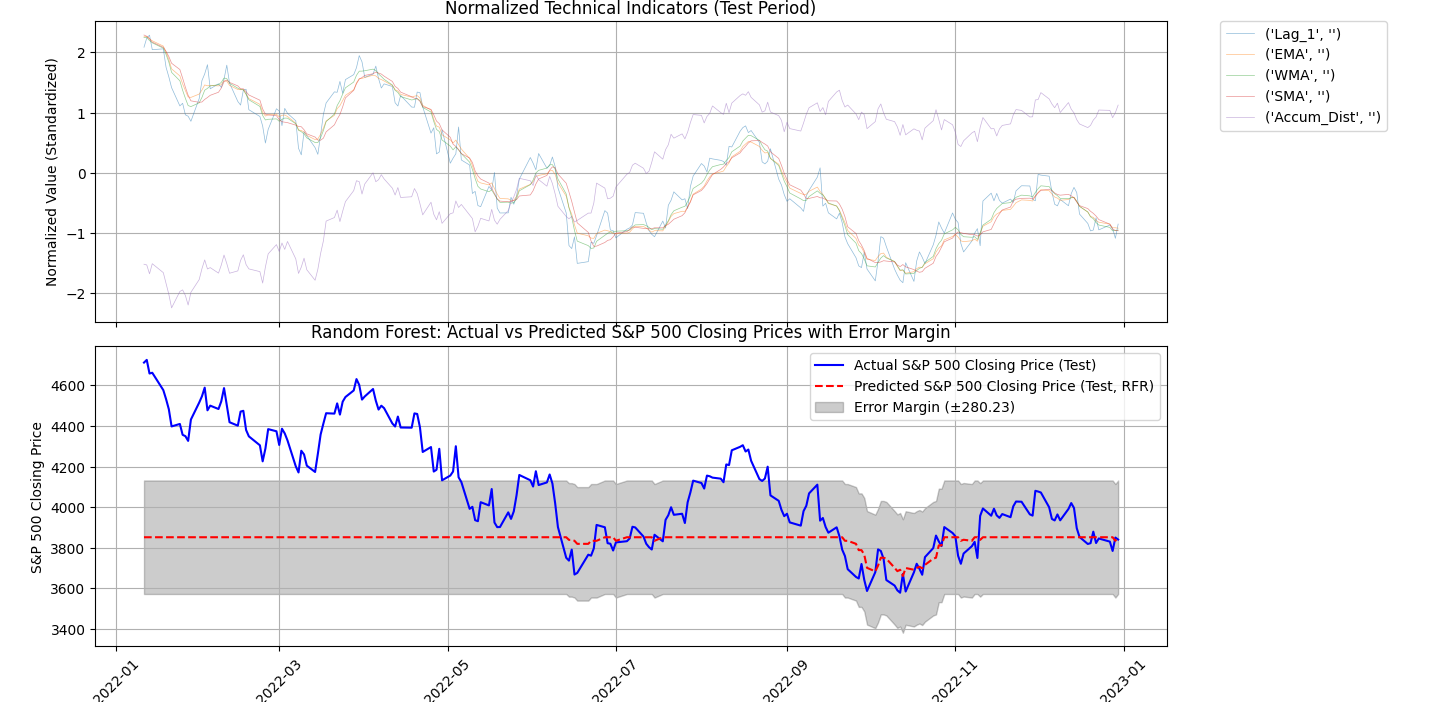 Normalized Technical Indicators (Test Period)
Normalized Value (Standardized)
2
1
0
−1
−2
('Lag_1', '')
('EMA', '')
('WMA', '')
('SMA', '')
('Accum_Dist', '')
Random Forest: Actual vs Predicted S&P 500 Closing Prices with Error Margin
S&P 500 Closing Price
4600
4400
4200
4000
3800
3600
3400
Actual S&P 500 Closing Price (Test)
Predicted S&P 500 Closing Price (Test, RFR)
Error Margin (±280.23)
2022-01
2022-03
2022-05
2022-07
2022-09
2022-11
2023-01